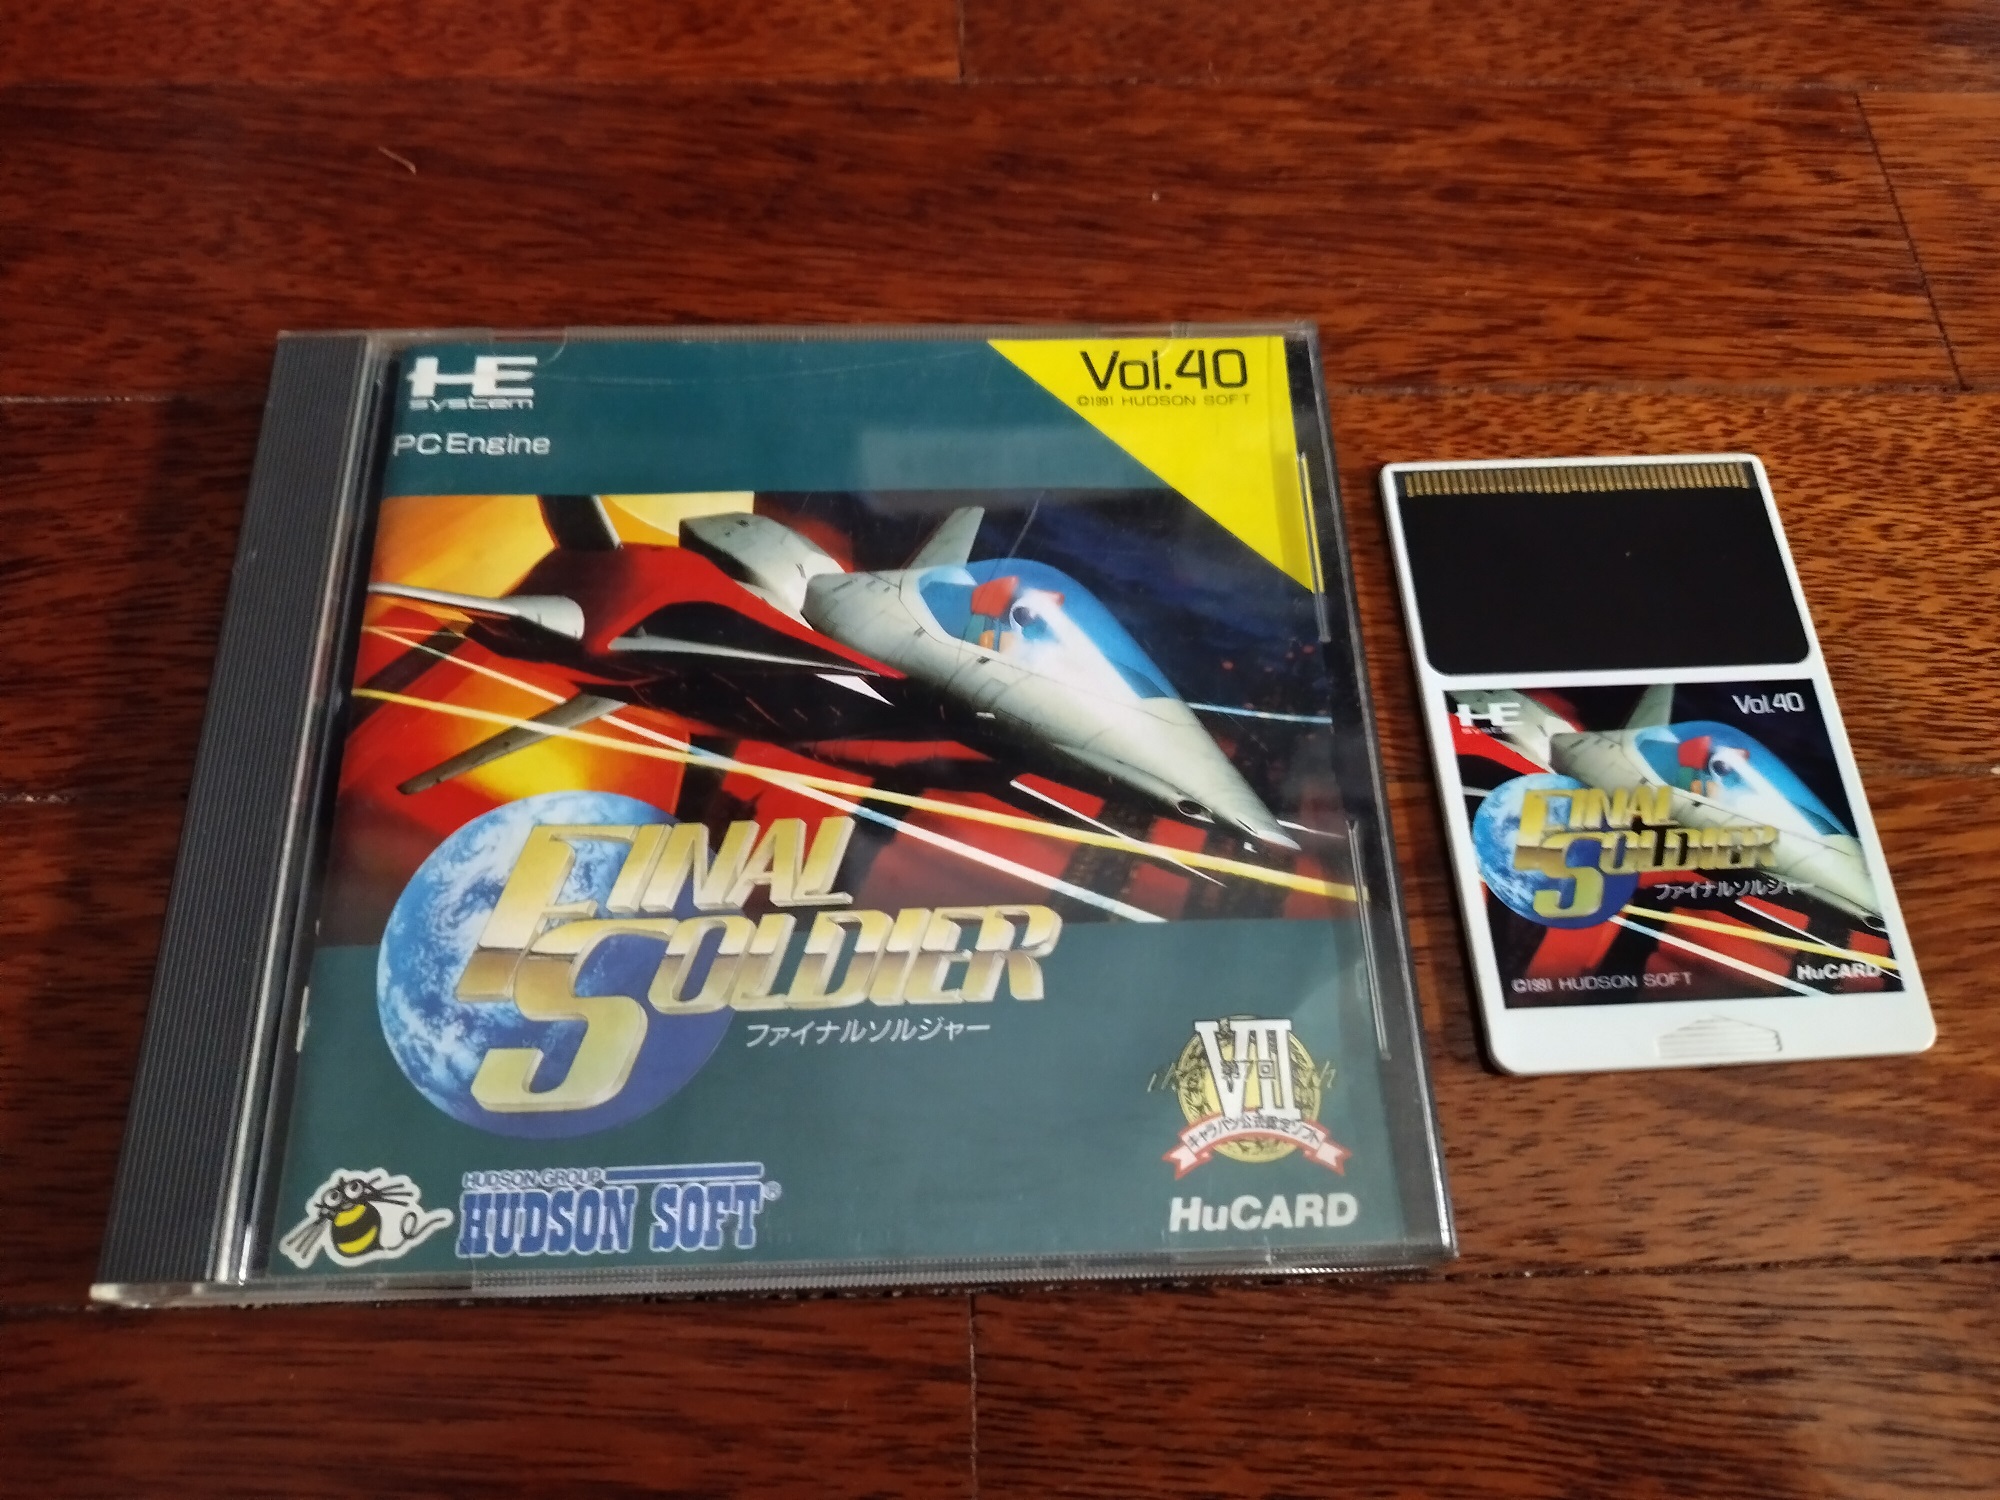 HE
system
PC Engine
Vol.40
©1991 HUDSON SOFT
FINAL
SOLDIER
ファイナルソルジャー
VII
第7回
キャラバン公式認定ソフト
HuCARD
HUDSON GROUP
HUDSON SOFT®
HE
SYSTEM
Vol.40
FINAL
SOLDIER
ファイナルソルジャー
©1991 HUDSON SOFT
HuCARD